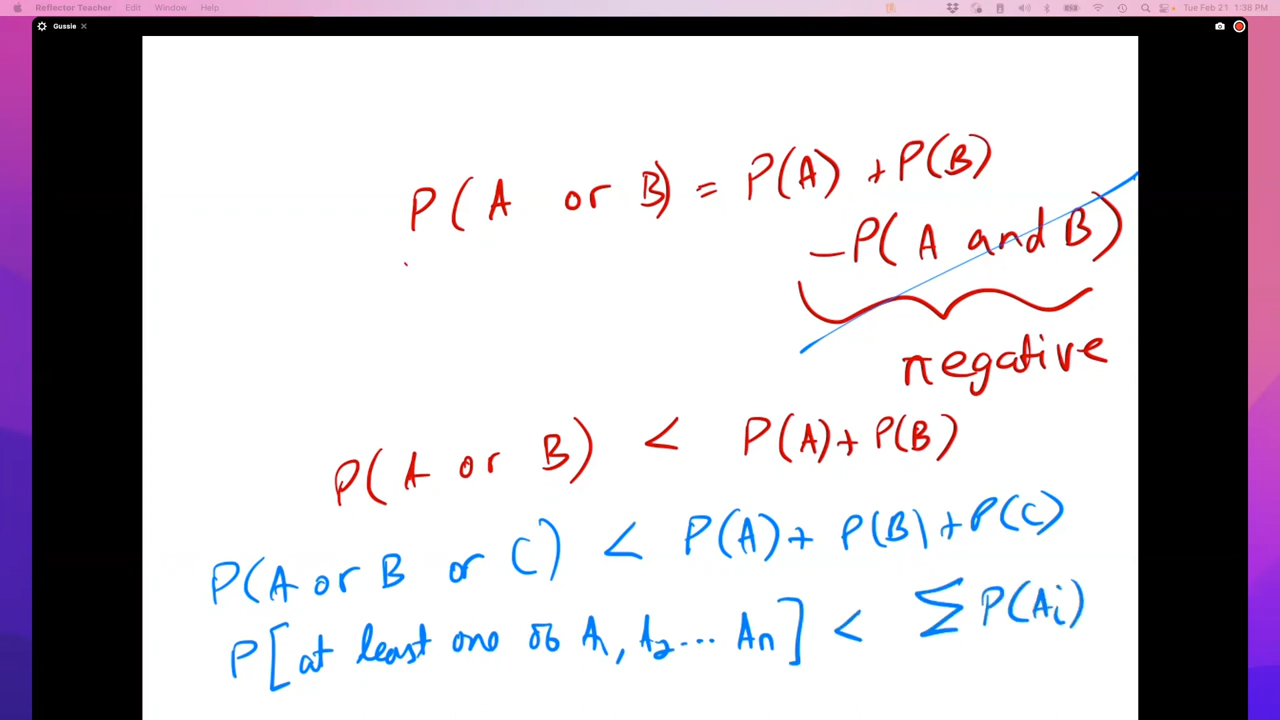 Reflector Teacher Edit Window Help Tue Feb 21 1:38 PM
Gussie
P(A or B) = P(A) + P(B)
-P(A and B)
negative
P(A or B) < P(A) + P(B)
P(A or B or C) < P(A) + P(B) + P(C)
P[at least one of A1, A2 ... An] < ∑ P(Ai)